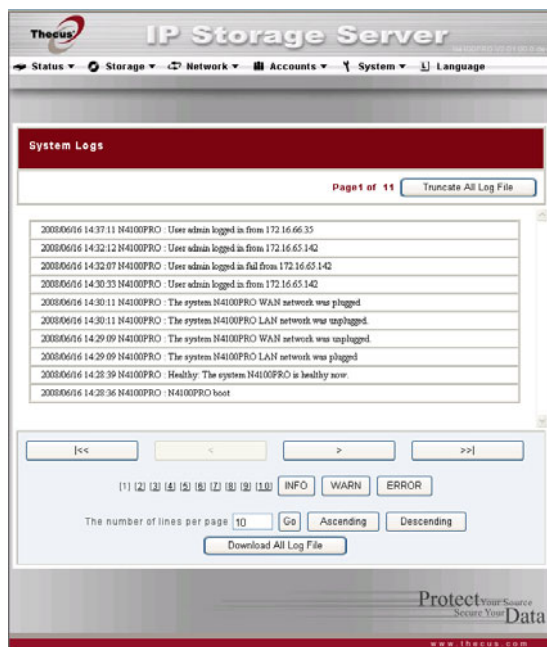 Thecus
IP Storage Server
Status Storage Network Accounts System Language
System Logs
Page1 of 11 Truncate All Log File
2008/06/16 14:37:11 N4100PRO : User admin logged in from 172.16.66.35
2008/06/16 14:32:12 N4100PRO : User admin logged in from 172.16.65.142
2008/06/16 14:32:07 N4100PRO : User admin logged in fail from 172.16.65.142
2008/06/16 14:30:33 N4100PRO : User admin logged in from 172.16.65.142
2008/06/16 14:30:11 N4100PRO : The system N4100PRO WAN network was plugged
2008/06/16 14:30:11 N4100PRO : The system N4100PRO LAN network was unplugged.
2008/06/16 14:29:09 N4100PRO : The system N4100PRO WAN network was unplugged.
2008/06/16 14:29:09 N4100PRO : The system N4100PRO LAN network was plugged
2008/06/16 14:28:39 N4100PRO : Healthy: The system N4100PRO is healthy now.
2008/06/16 14:28:36 N4100PRO : N4100PRO boot
|<< < > >>|
[1] [2] [3] [4] [5] [6] [7] [8] [9] [10] INFO WARN ERROR
The number of lines per page 10 Go Ascending Descending
Download All Log File
Protect Your Source
Secure Your Data
www.thecus.com